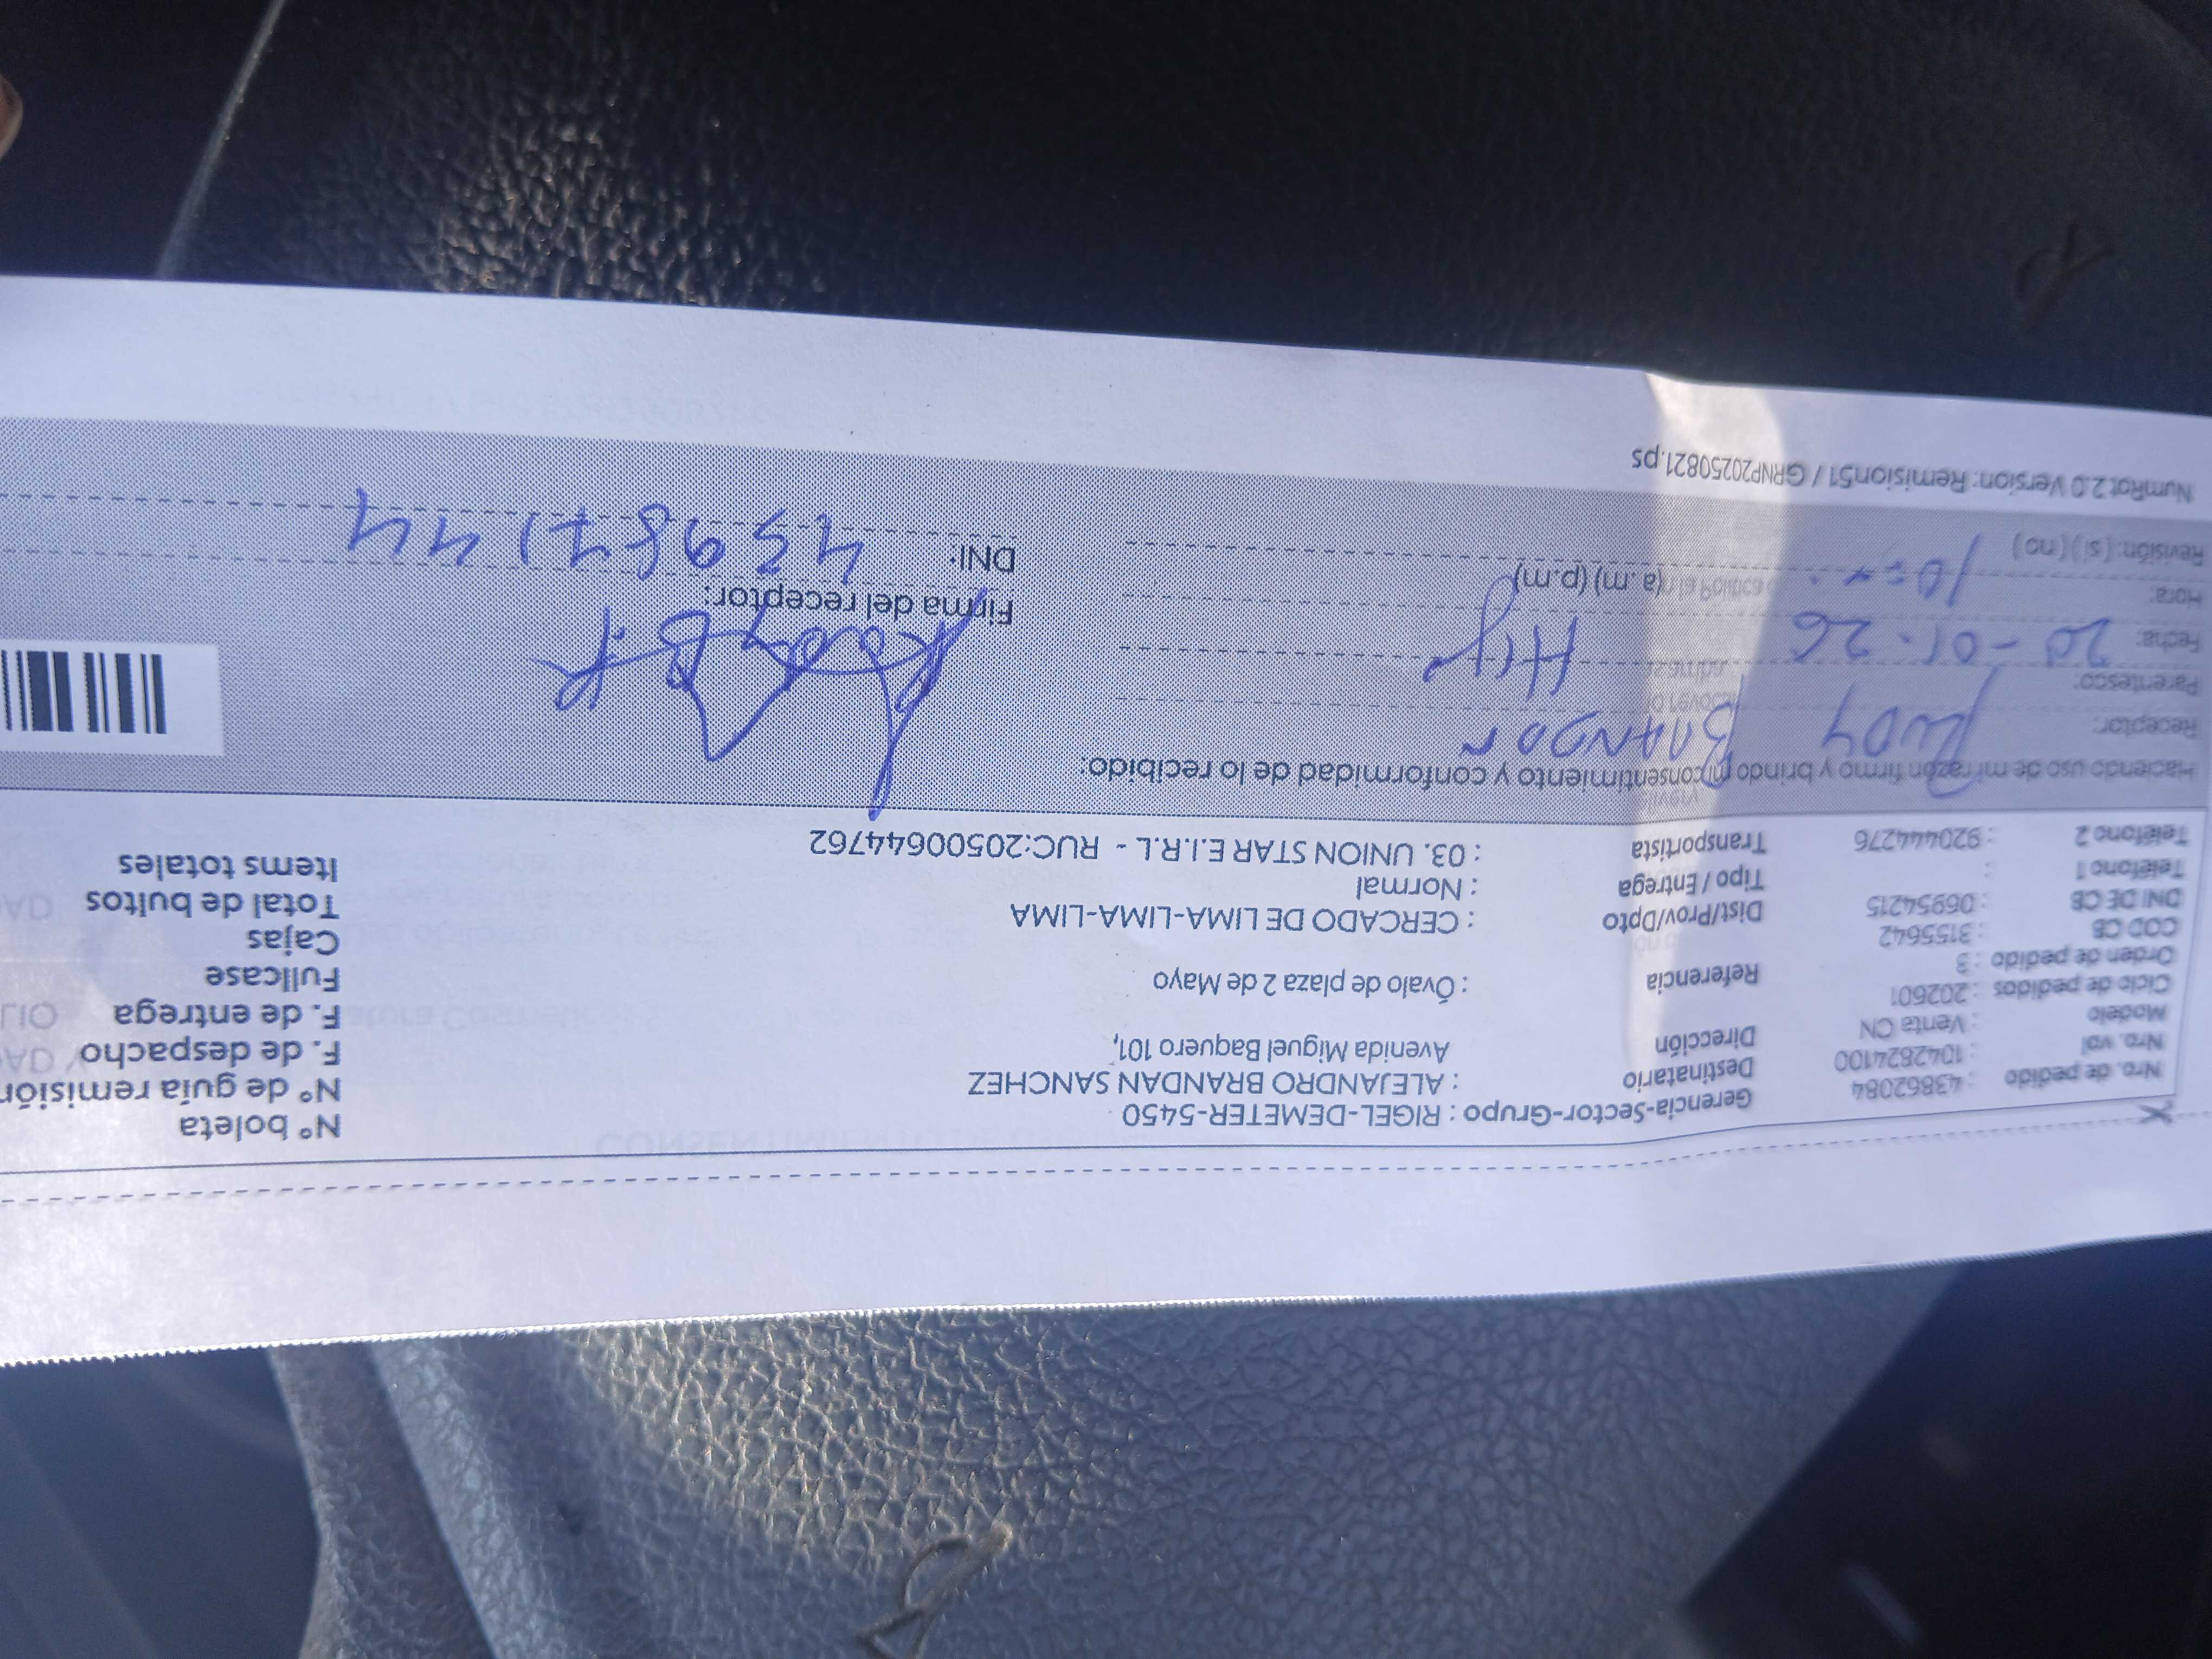 Nro. de pedido : 43862084
Nro. vol : 1042824100
Modelo : Venta CN
Ciclo de pedidos : 202601
Orden de pedido : 3
COD CB : 3155642
DNI DE CB : 06954215
Teléfono 1 :
Teléfono 2 : 920444276
Gerencia-Sector-Grupo : RIGEL-DEMETER-5450
Destinatario : ALEJANDRO BRANDAN SANCHEZ
Dirección Avenida Miguel Baquero 101,
Referencia : Óvalo de plaza 2 de Mayo
Dist/Prov/Dpto : CERCADO DE LIMA-LIMA-LIMA
Tipo / Entrega : Normal
Transportista : 03. UNION STAR E.I.R.L - RUC:20500644762
N° boleta
N° de guía remisión
F. de despacho
F. de entrega
Fullcase
Cajas
Total de bultos
Items totales
Haciendo uso de mi razón firmo y brindo mi consentimiento y conformidad de lo recibido:
Receptor: RUDY BRANDAN
Parentesco: Hijo
Fecha: 20-01-26
Hora: (a.m) (p.m)
Revisión: (si) (no)
Firma del receptor:
DNI:
NumRot 2.0 Version: Remision51 / GRNP20250821.ps